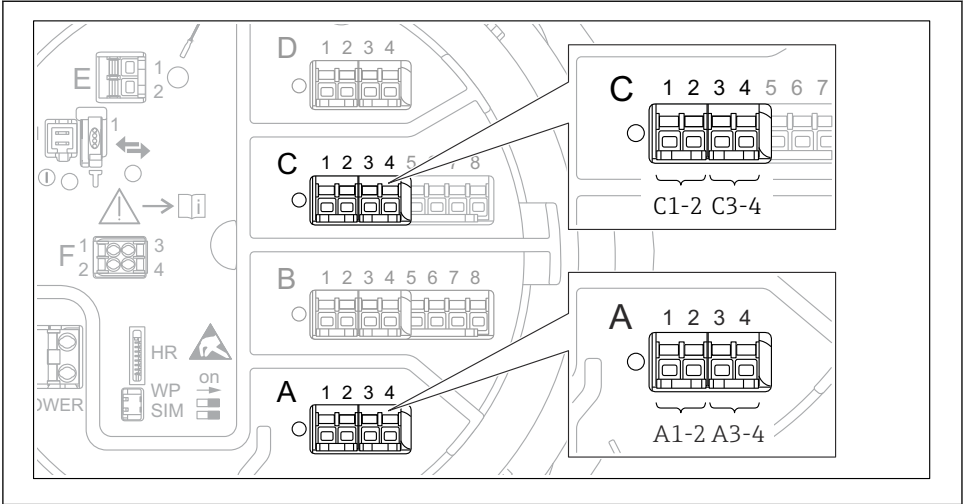 D 1 2 3 4
E 1
2
1
C 1 2 3 4 5 6 7 8
i
F 1 3
2 4
B 1 2 3 4 5 6 7 8
HR
WP on
SIM
OWER
A 1 2 3 4
C 1 2 3 4 5 6 7
C1-2 C3-4
A 1 2 3 4
A1-2 A3-4